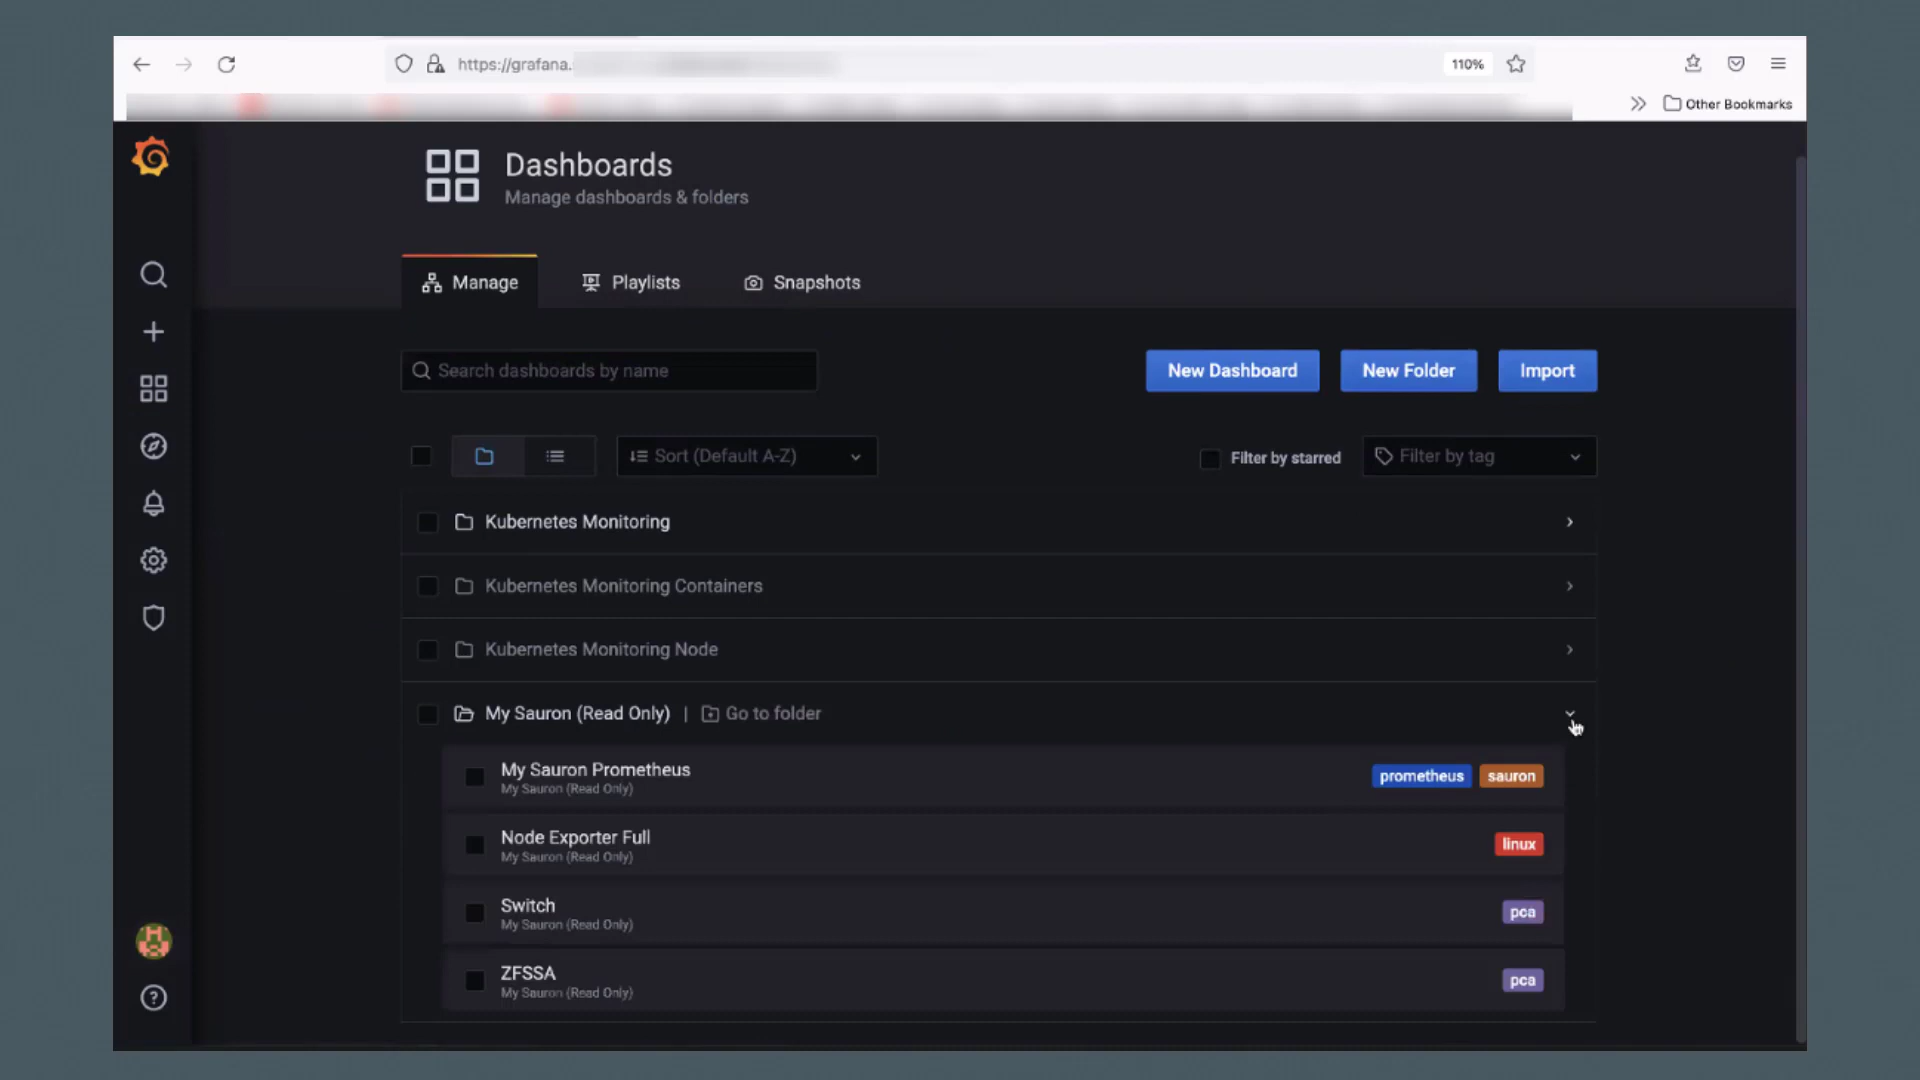 https://grafana.
110%
Other Bookmarks
Dashboards
Manage dashboards & folders
Manage
Playlists
Snapshots
Search dashboards by name
New Dashboard
New Folder
Import
Sort (Default A-Z)
Filter by starred
Filter by tag
Kubernetes Monitoring
Kubernetes Monitoring Containers
Kubernetes Monitoring Node
My Sauron (Read Only) | Go to folder
My Sauron Prometheus
My Sauron (Read Only)
prometheus
sauron
Node Exporter Full
My Sauron (Read Only)
linux
Switch
My Sauron (Read Only)
pca
ZFSSA
My Sauron (Read Only)
pca